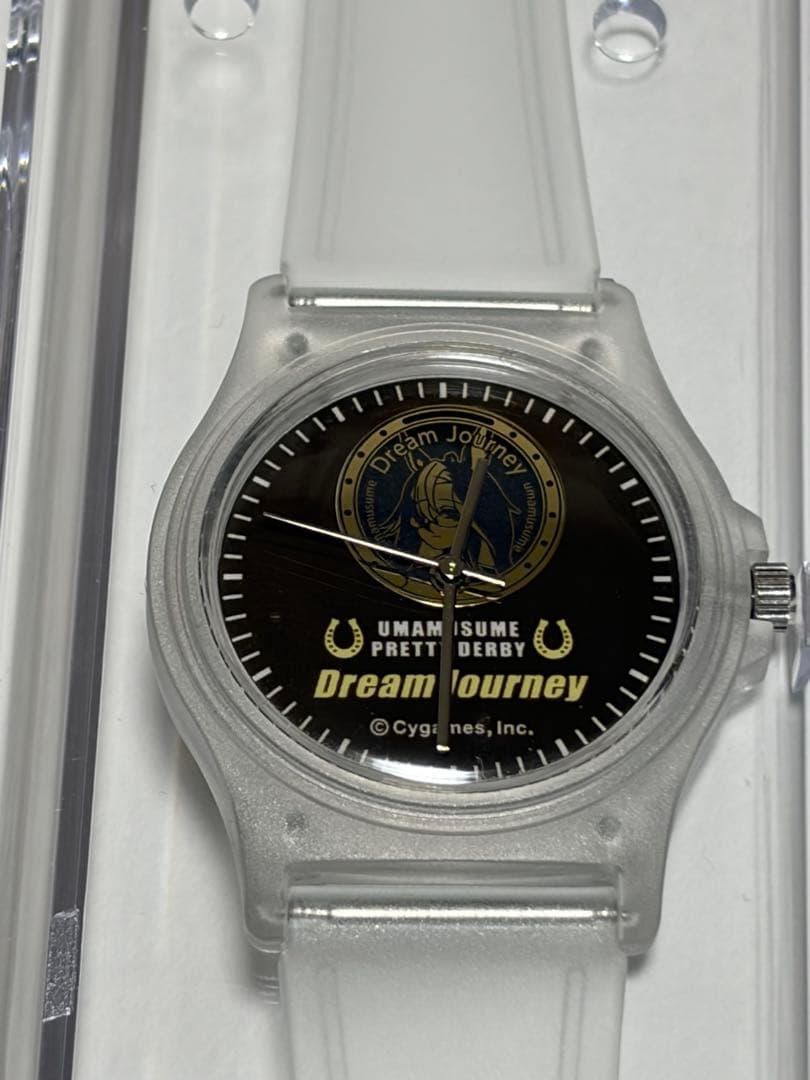 Dream Journey
umamusume
umamusume
UMAMUSUME
PRETTY DERBY
Dream Journey
©Cygames, Inc.